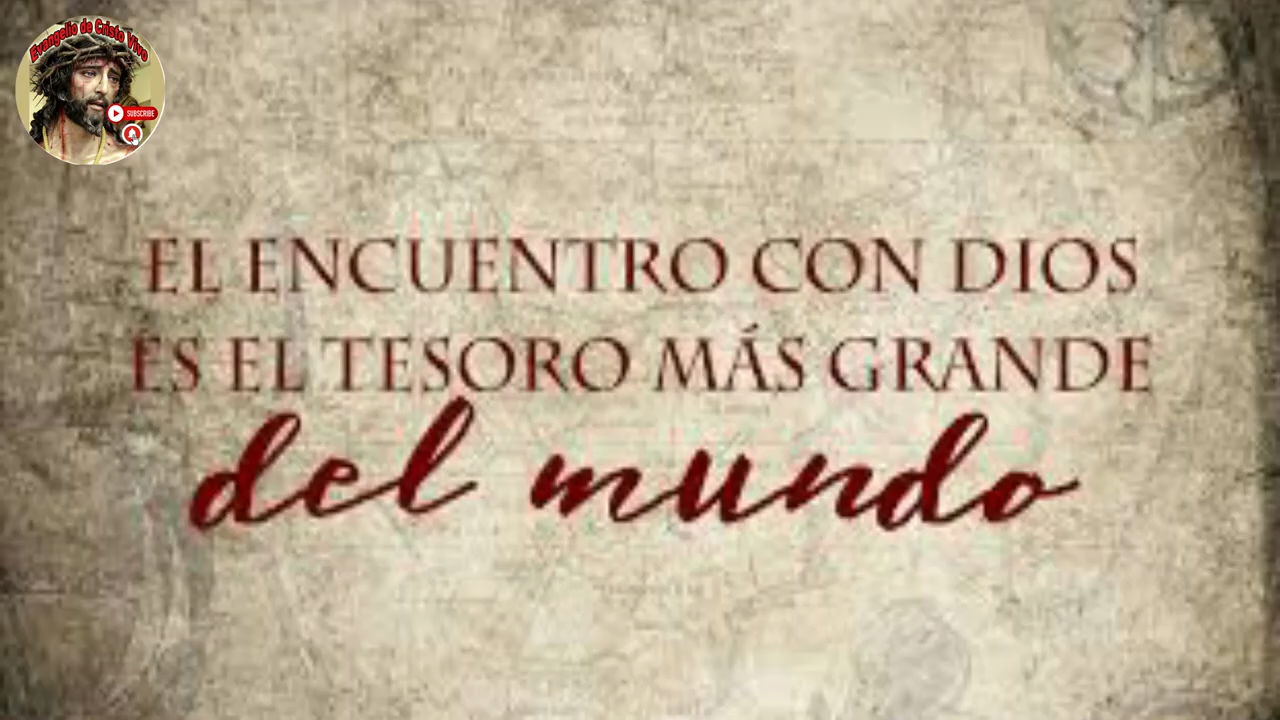 Evangelio de Cristo Vivo
SUBSCRIBE
EL ENCUENTRO CON DIOS
ES EL TESORO MÁS GRANDE
del mundo